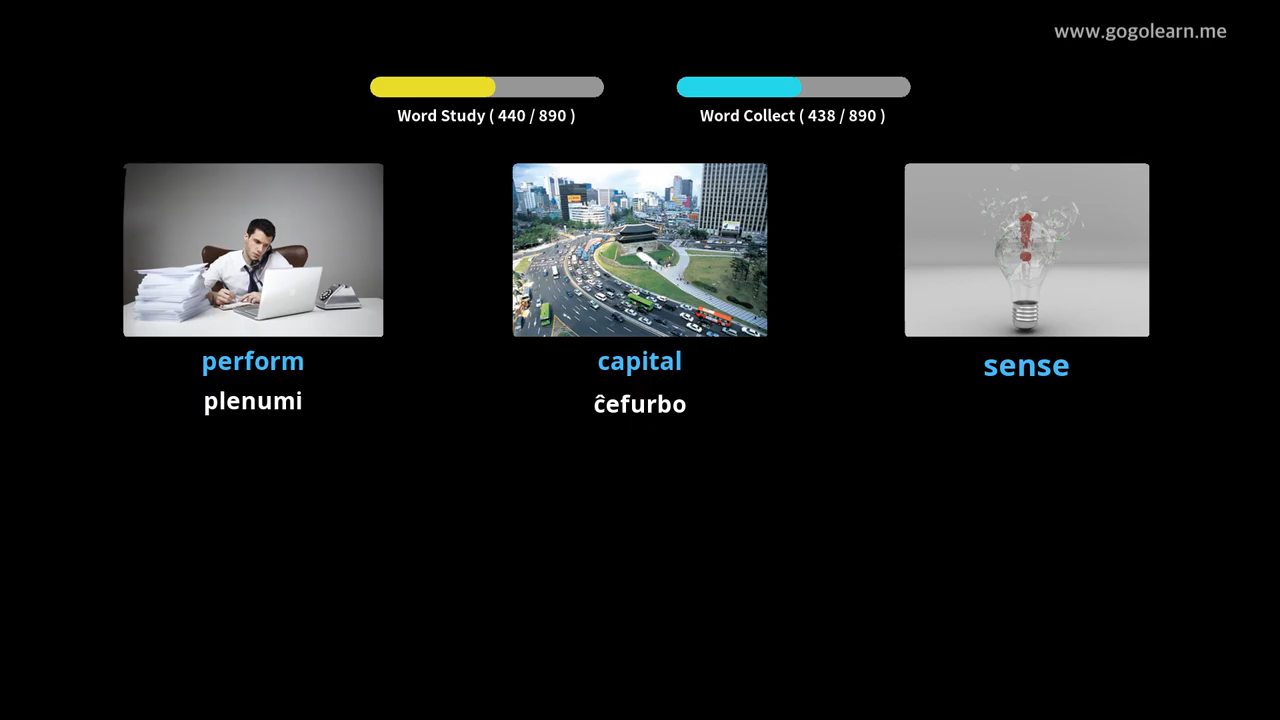 www.gogolearn.me
Word Study ( 440 / 890 )
Word Collect ( 438 / 890 )
perform
capital
sense
plenumi
ĉefurbo